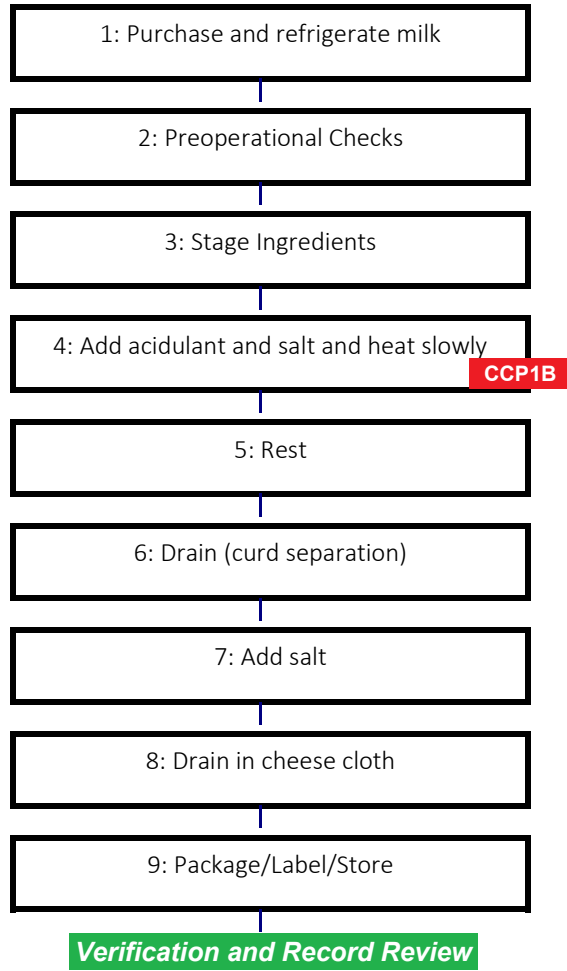 1: Purchase and refrigerate milk
2: Preoperational Checks
3: Stage Ingredients
4: Add acidulant and salt and heat slowly
CCP1B
5: Rest
6: Drain (curd separation)
7: Add salt
8: Drain in cheese cloth
9: Package/Label/Store
Verification and Record Review